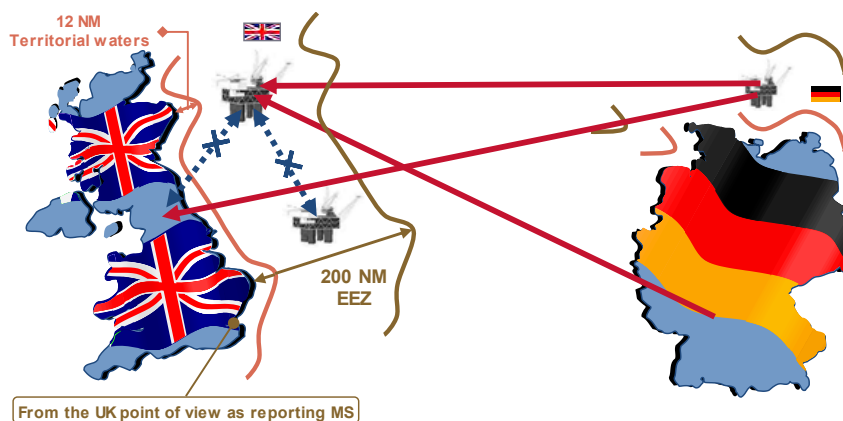 12 NM
Territorial waters
200 NM
EEZ
From the UK point of view as reporting MS